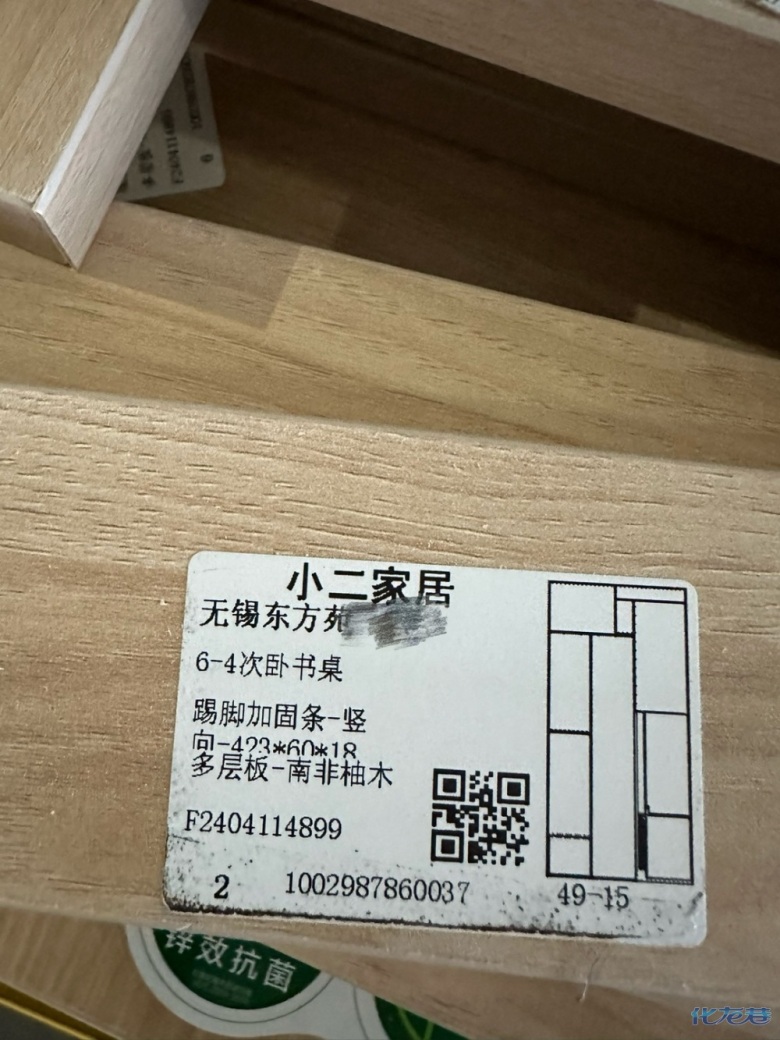 F2404114899
6
小二家居
无锡东方苑
6-4次卧书桌
踢脚加固条-竖
向-423*60*18
多层板-南非柚木
F2404114899
2
1002987860037
49-15
锌效抗菌
化龙巷